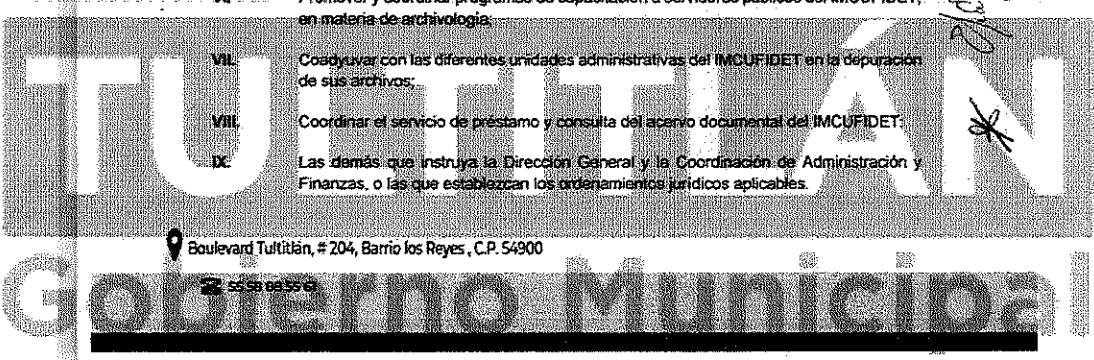 Promover y coordinar programas de capacitación a servidores públicos del IMCUFIDET,
en materia de archivología;
VII. Coadyuvar con las diferentes unidades administrativas del IMCUFIDET en la depuración
de sus archivos;
VIII. Coordinar el servicio de préstamo y consulta del acervo documental del IMCUFIDET;
IX. Las demás que instruya la Dirección General y la Coordinación de Administración y
Finanzas, o las que establezcan los ordenamientos jurídicos aplicables.
TULTITLÁN
Boulevard Tultitlán, # 204, Barrio los Reyes, C.P. 54900
Gobierno Municipal